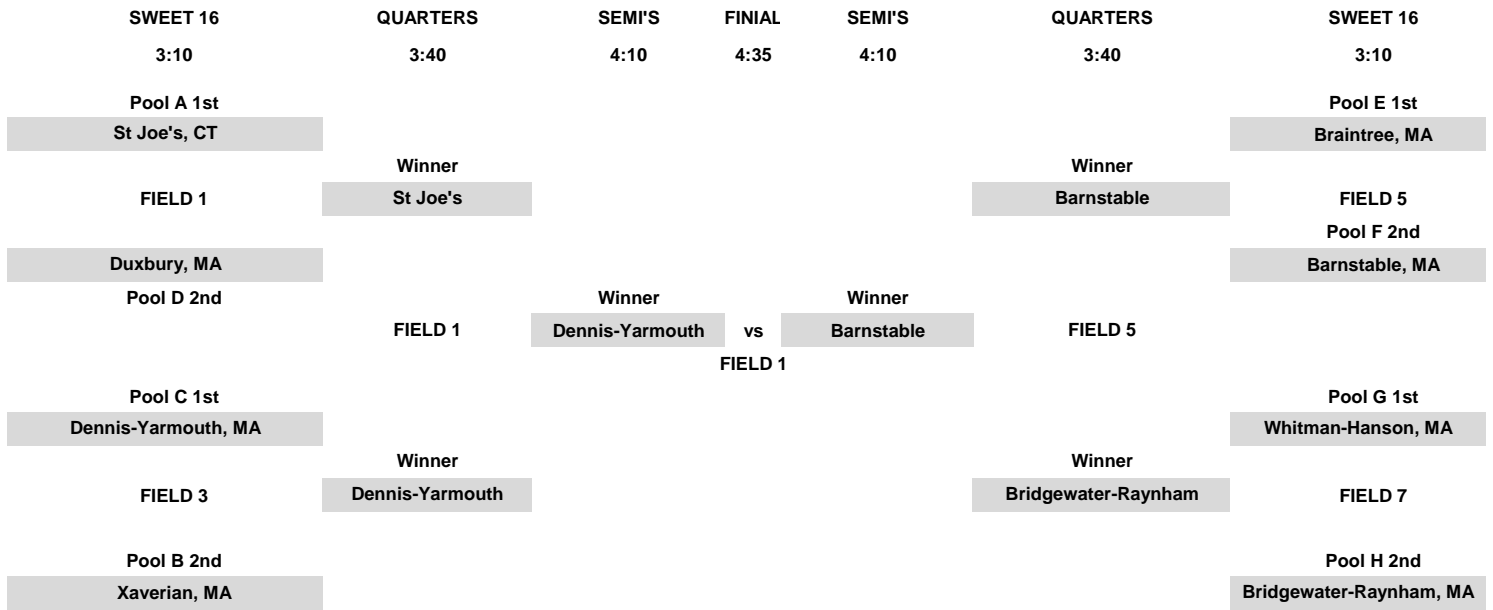 SWEET 16 QUARTERS SEMI'S FINIAL SEMI'S QUARTERS SWEET 16
3:10 3:40 4:10 4:35 4:10 3:40 3:10
Pool A 1st Pool E 1st
St Joe's, CT Braintree, MA
Winner Winner
FIELD 1 St Joe's Barnstable FIELD 5
Pool F 2nd
Duxbury, MA Barnstable, MA
Pool D 2nd Winner Winner
FIELD 1 Dennis-Yarmouth vs Barnstable FIELD 5
FIELD 1
Pool C 1st Pool G 1st
Dennis-Yarmouth, MA Whitman-Hanson, MA
Winner Winner
FIELD 3 Dennis-Yarmouth Bridgewater-Raynham FIELD 7
Pool B 2nd Pool H 2nd
Xaverian, MA Bridgewater-Raynham, MA